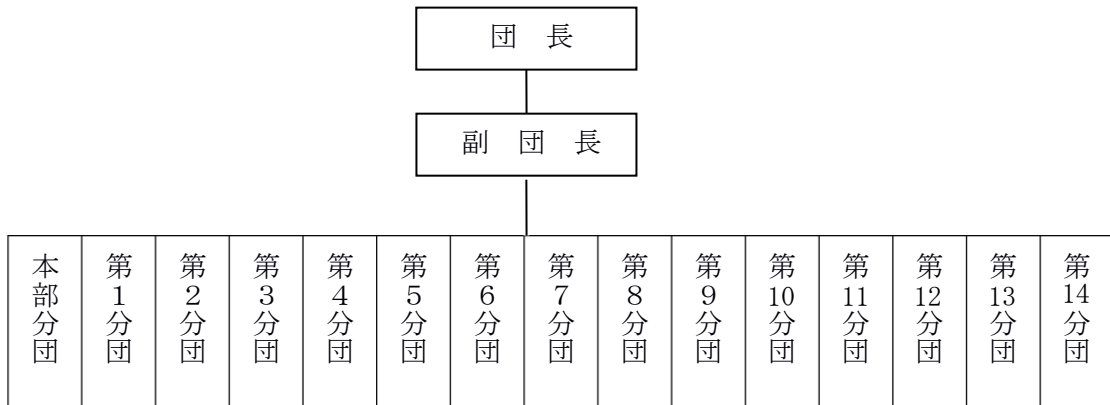 団　長
副　団　長
本部分団
第１分団
第２分団
第３分団
第４分団
第５分団
第６分団
第７分団
第８分団
第９分団
第10分団
第11分団
第12分団
第13分団
第14分団